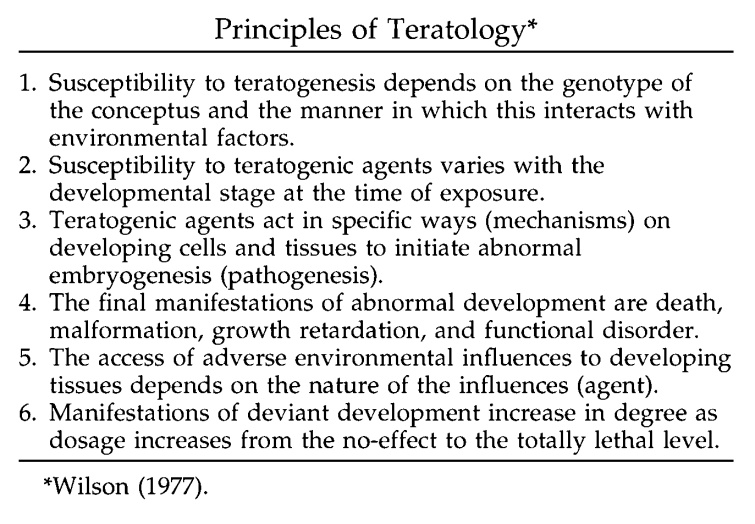 Principles of Teratology*
1. Susceptibility to teratogenesis depends on the genotype of
the conceptus and the manner in which this interacts with
environmental factors.
2. Susceptibility to teratogenic agents varies with the
developmental stage at the time of exposure.
3. Teratogenic agents act in specific ways (mechanisms) on
developing cells and tissues to initiate abnormal
embryogenesis (pathogenesis).
4. The final manifestations of abnormal development are death,
malformation, growth retardation, and functional disorder.
5. The access of adverse environmental influences to developing
tissues depends on the nature of the influences (agent).
6. Manifestations of deviant development increase in degree as
dosage increases from the no-effect to the totally lethal level.
*Wilson (1977).